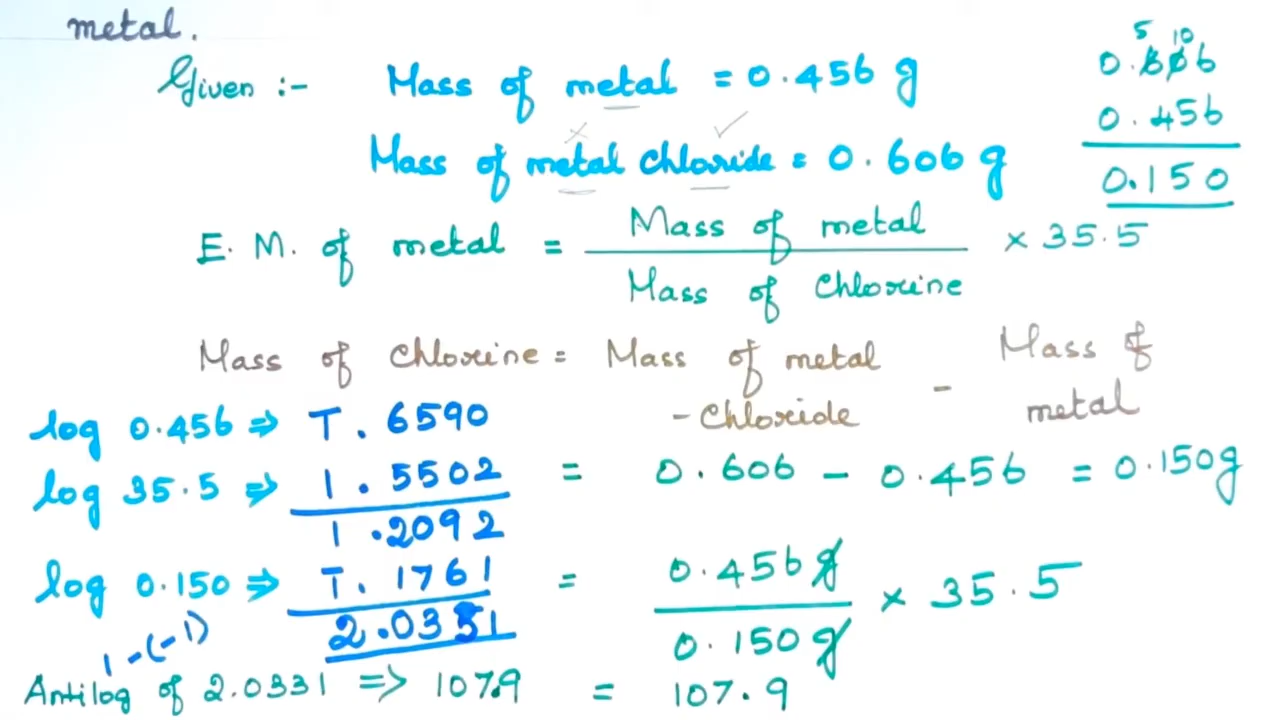 metal.
Given :- Mass of metal = 0.456 g
Mass of metal chloride = 0.606 g
5 10
0.606
0.456
0.150
E. M. of metal = Mass of metal / Mass of Chlorine × 35.5
Mass of Chlorine = Mass of metal - Chloride - Mass of metal
= 0.606 - 0.456 = 0.150g
= 0.456 g / 0.150 g × 35.5
= 107.9
log 0.456 ⇒ T. 6590
log 35.5 ⇒ 1. 5502
1.2092
log 0.150 ⇒ T. 1761
2.0331
1 - (-1)
Antilog of 2.0331 => 107.9